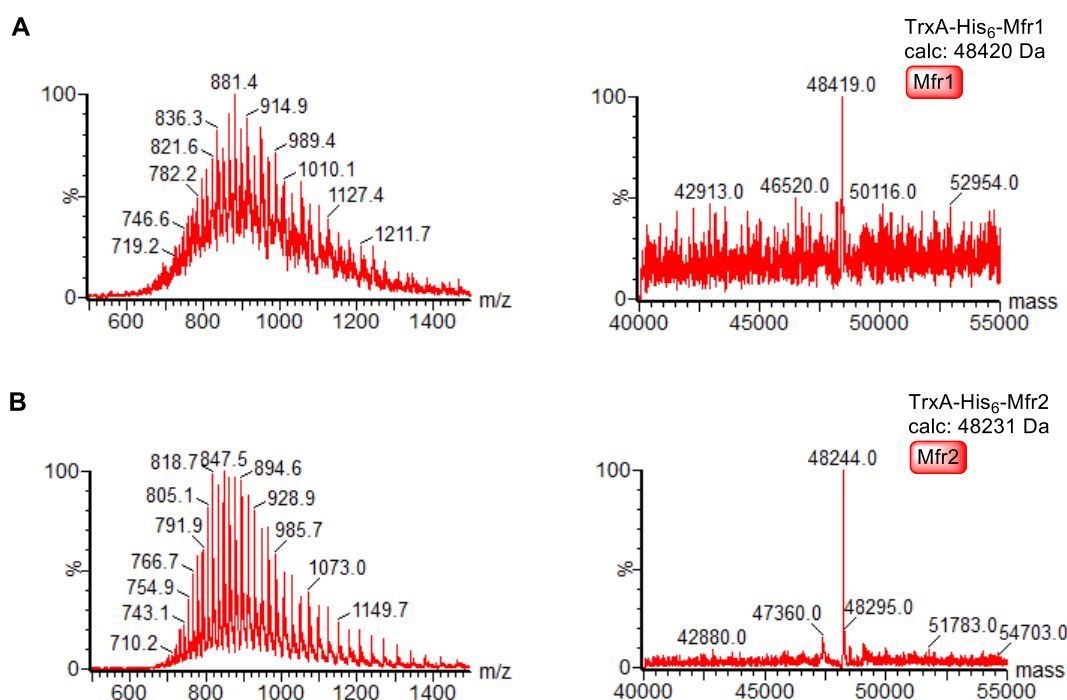 A
TrxA-His6-Mfr1
calc: 48420 Da
Mfr1
881.4
914.9
836.3
989.4
821.6
1010.1
782.2
1127.4
746.6
1211.7
719.2
100
%
0
600 800 1000 1200 1400
m/z
48419.0
42913.0
46520.0
50116.0
52954.0
100
%
0
40000 45000 50000 55000
mass
B
TrxA-His6-Mfr2
calc: 48231 Da
Mfr2
818.7
847.5
894.6
805.1
928.9
791.9
985.7
766.7
1073.0
754.9
743.1
1149.7
710.2
100
%
0
600 800 1000 1200 1400
m/z
48244.0
47360.0
48295.0
42880.0
51783.0
54703.0
100
%
0
40000 45000 50000 55000
mass